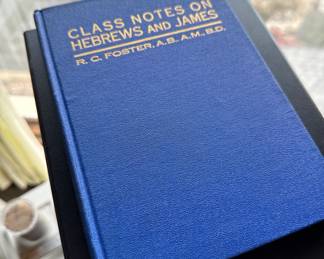 CLASS NOTES ON
HEBREWS AND JAMES
R. C. FOSTER, A.B., A.M., B.D.